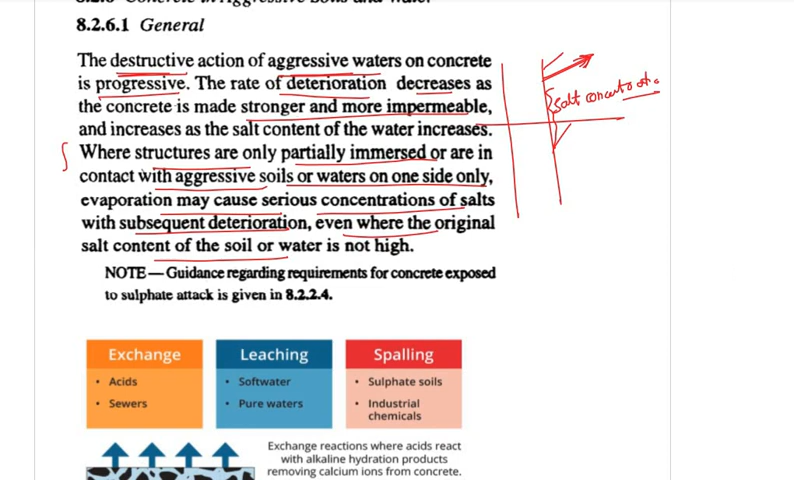 8.2.6.1 General
The destructive action of aggressive waters on concrete
is progressive. The rate of deterioration decreases as
the concrete is made stronger and more impermeable,
and increases as the salt content of the water increases.
Where structures are only partially immersed or are in
contact with aggressive soils or waters on one side only,
evaporation may cause serious concentrations of salts
with subsequent deterioration, even where the original
salt content of the soil or water is not high.
NOTE — Guidance regarding requirements for concrete exposed
to sulphate attack is given in 8.2.2.4.
Salt
Exchange
• Acids
• Sewers
Leaching
• Softwater
• Pure waters
Spalling
• Sulphate soils
• Industrial
chemicals
Exchange reactions where acids react
with alkaline hydration products
removing calcium ions from concrete.